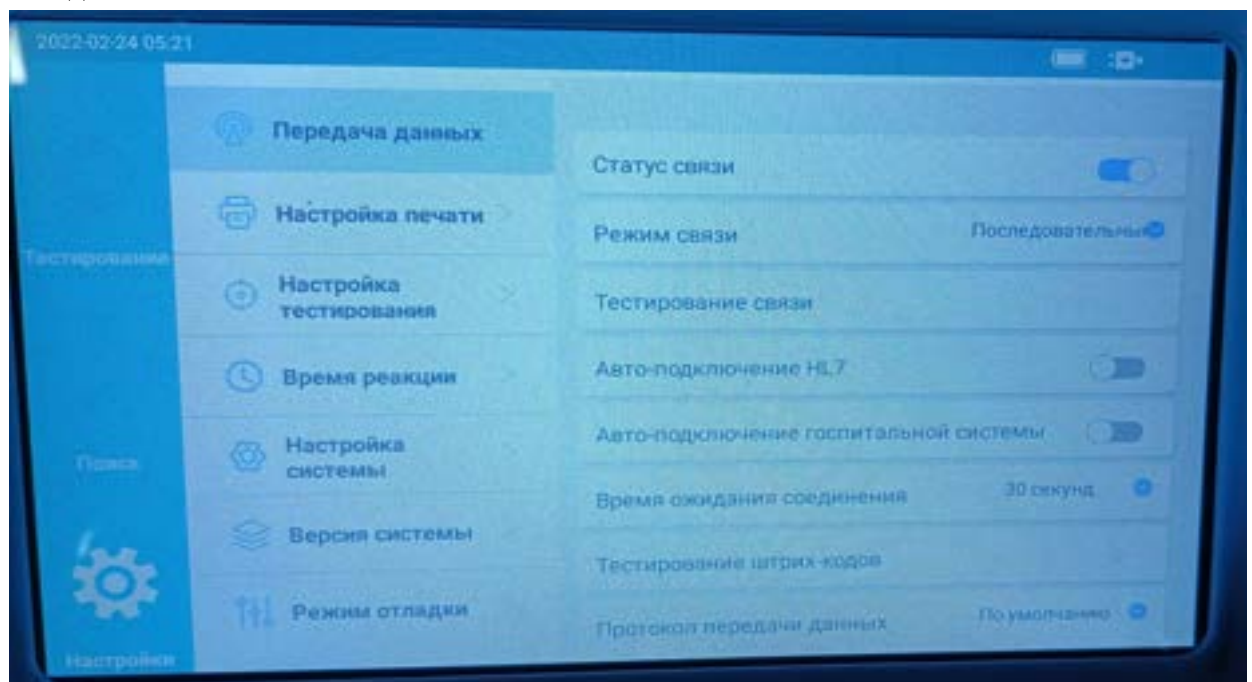 2022-02-24 05:21
Тестирование
Поиск
Настройки
Передача данных
Настройка печати
Настройка
тестирования
Время реакции
Настройка
системы
Версия системы
Режим отладки
Статус связи
Режим связи
Последовательный
Тестирование связи
Авто-подключение HL7
Авто-подключение госпитальной системы
Время ожидания соединения
30 секунд
Тестирование штрих-кодов
Протокол передачи данных
По умолчанию